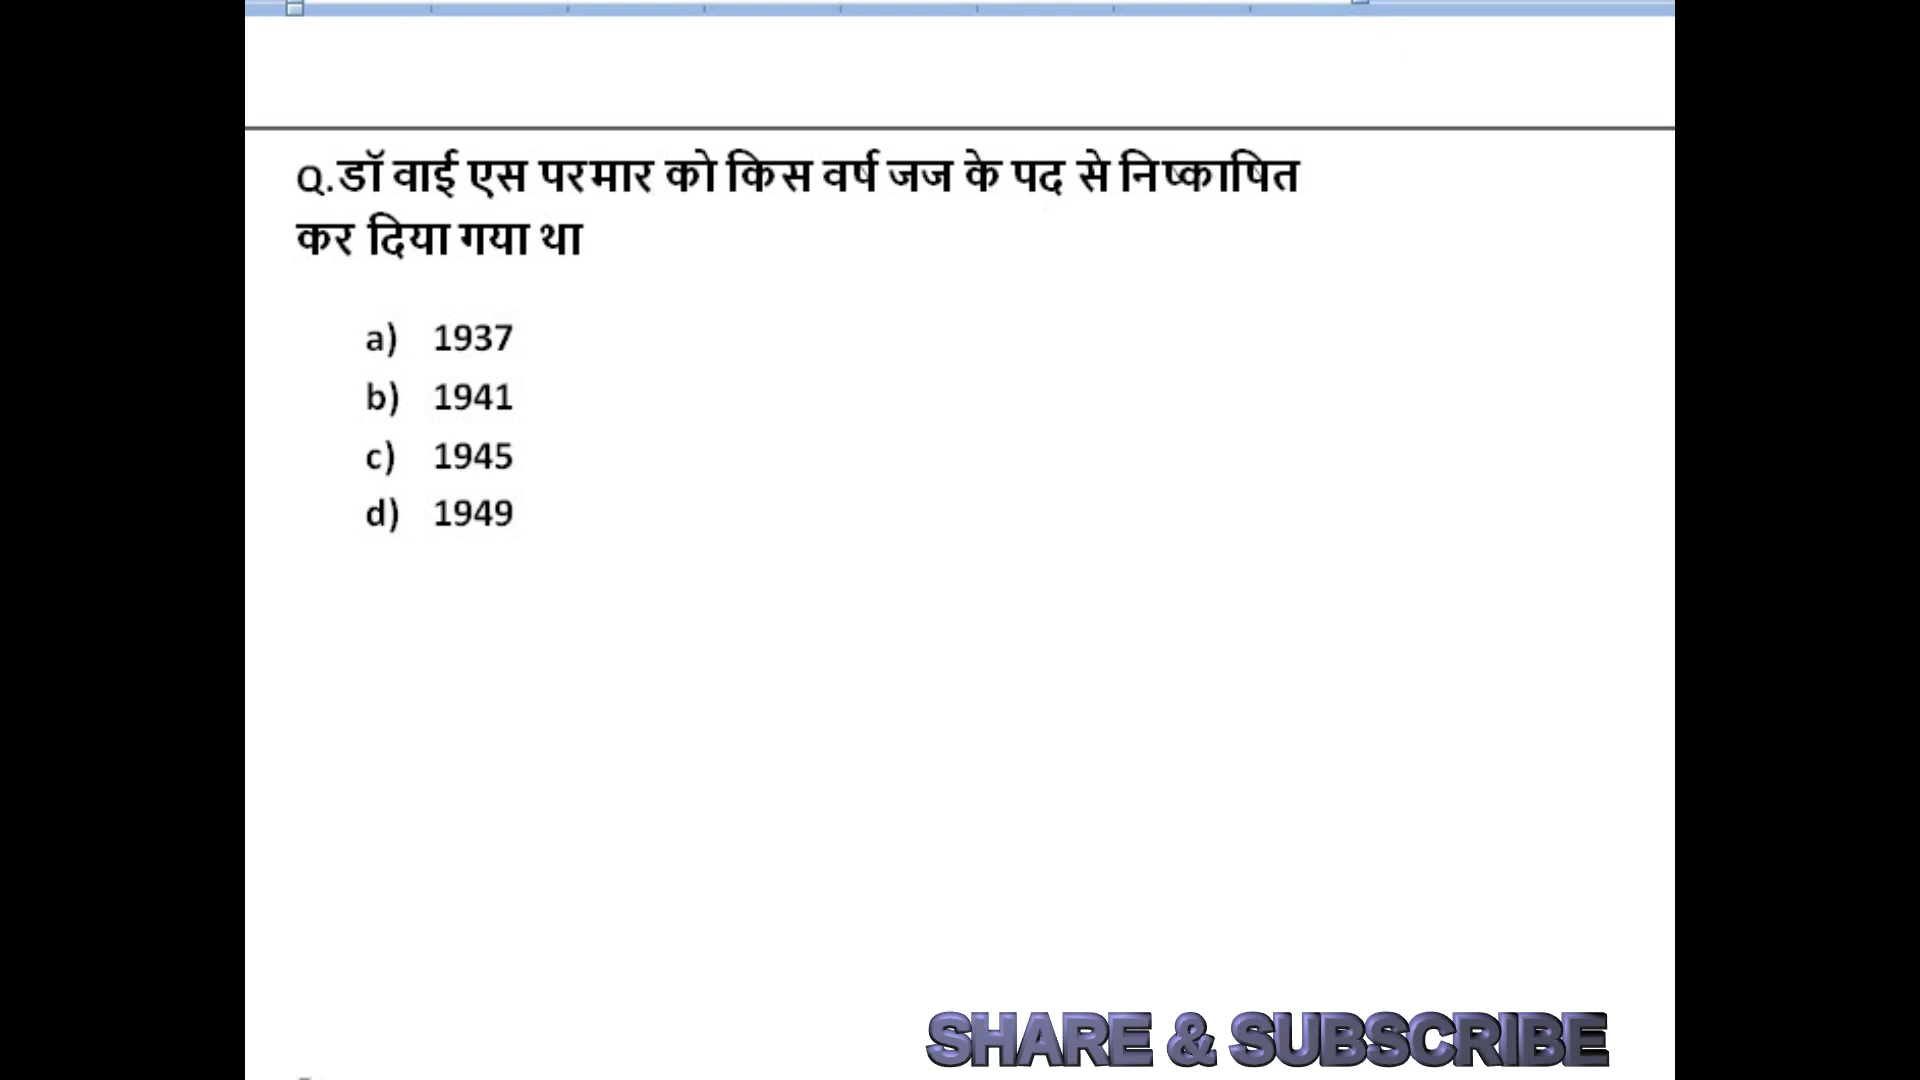 Q.डॉ वाई एस परमार को किस वर्ष जज के पद से निष्काषित
कर दिया गया था
a) 1937
b) 1941
c) 1945
d) 1949
SHARE & SUBSCRIBE